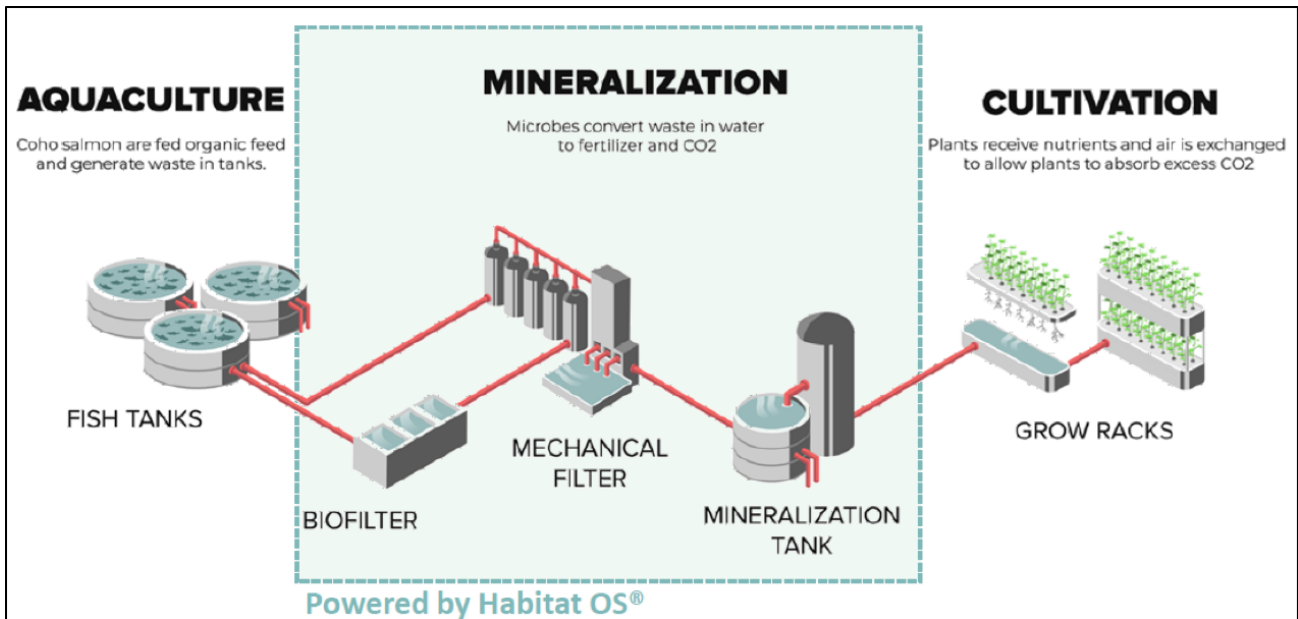 AQUACULTURE
Coho salmon are fed organic feed
and generate waste in tanks.
MINERALIZATION
Microbes convert waste in water
to fertilizer and CO2
CULTIVATION
Plants receive nutrients and air is exchanged
to allow plants to absorb excess CO2
FISH TANKS
BIOFILTER
MECHANICAL
FILTER
MINERALIZATION
TANK
GROW RACKS
Powered by Habitat OS®